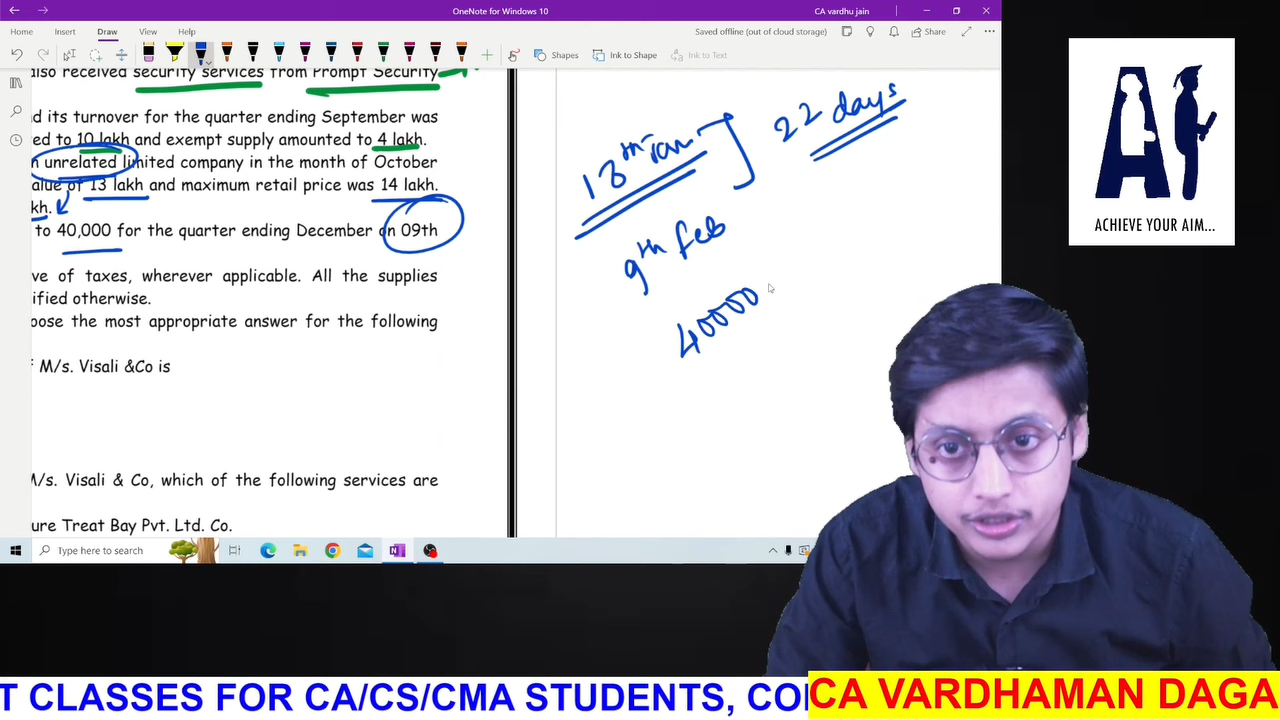 OneNote for Windows 10
CA vardhu jain
Home Insert Draw View Help
Saved offline (out of cloud storage)
Share
Shapes
Ink to Shape
Ink to Text
also received security services from Prompt Security
nd its turnover for the quarter ending September was
ed to 10 lakh and exempt supply amounted to 4 lakh.
n unrelated limited company in the month of October
alue of 13 lakh and maximum retail price was 14 lakh.
kh.
to 40,000 for the quarter ending December on 09th
ve of taxes, wherever applicable. All the supplies
ified otherwise.
oose the most appropriate answer for the following
M/s. Visali &Co is
M/s. Visali & Co, which of the following services are
ure Treat Bay Pvt. Ltd. Co.
18th Jan
22 days
9th Feb
40000
Type here to search
AI
ACHIEVE YOUR AIM...
T CLASSES FOR CA/CS/CMA STUDENTS, CO
CA VARDHAMAN DAGA